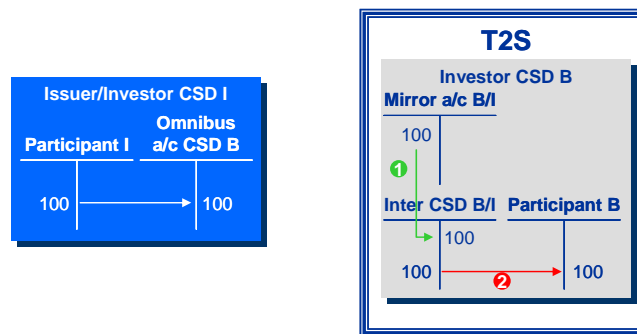 Issuer/Investor CSD I
Omnibus
Participant I a/c CSD B
100 100
T2S
Investor CSD B
Mirror a/c B/I
100
1
Inter CSD B/I Participant B
100
100 100
2